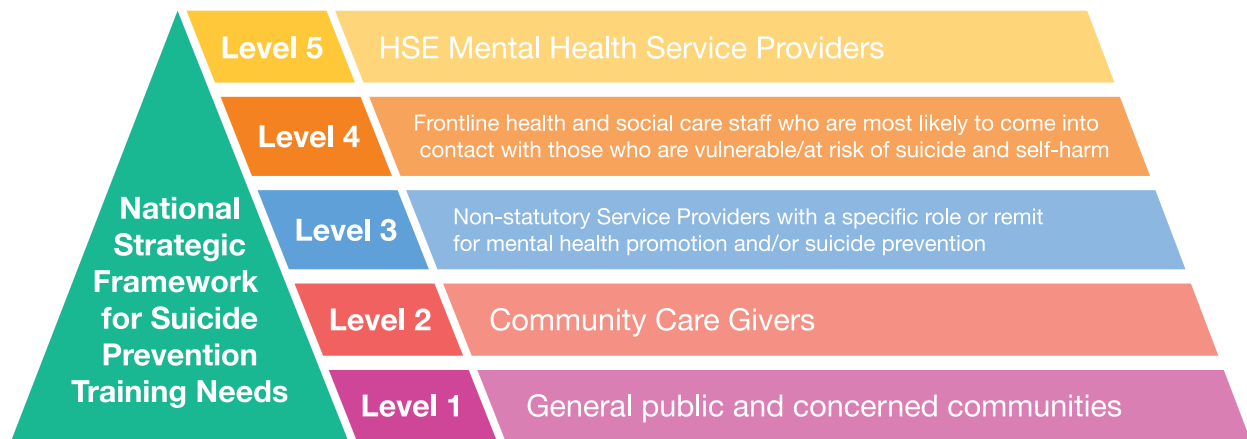 Level 5
HSE Mental Health Service Providers
Level 4
Frontline health and social care staff who are most likely to come into
contact with those who are vulnerable/at risk of suicide and self-harm
Level 3
Non-statutory Service Providers with a specific role or remit
for mental health promotion and/or suicide prevention
Level 2
Community Care Givers
Level 1
General public and concerned communities
National
Strategic
Framework
for Suicide
Prevention
Training Needs